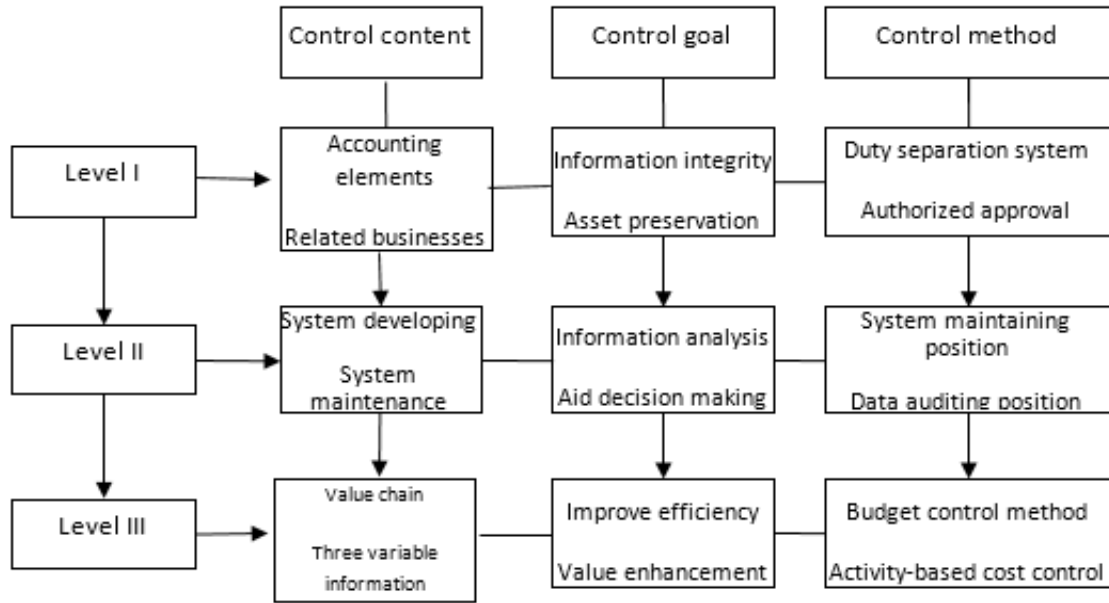 Control content
Control goal
Control method
Level I
Accounting
elements
Related businesses
Information integrity
Asset preservation
Duty separation system
Authorized approval
Level II
System developing
System
maintenance
Information analysis
Aid decision making
System maintaining
position
Data auditing position
Level III
Value chain
Three variable
information
Improve efficiency
Value enhancement
Budget control method
Activity-based cost control